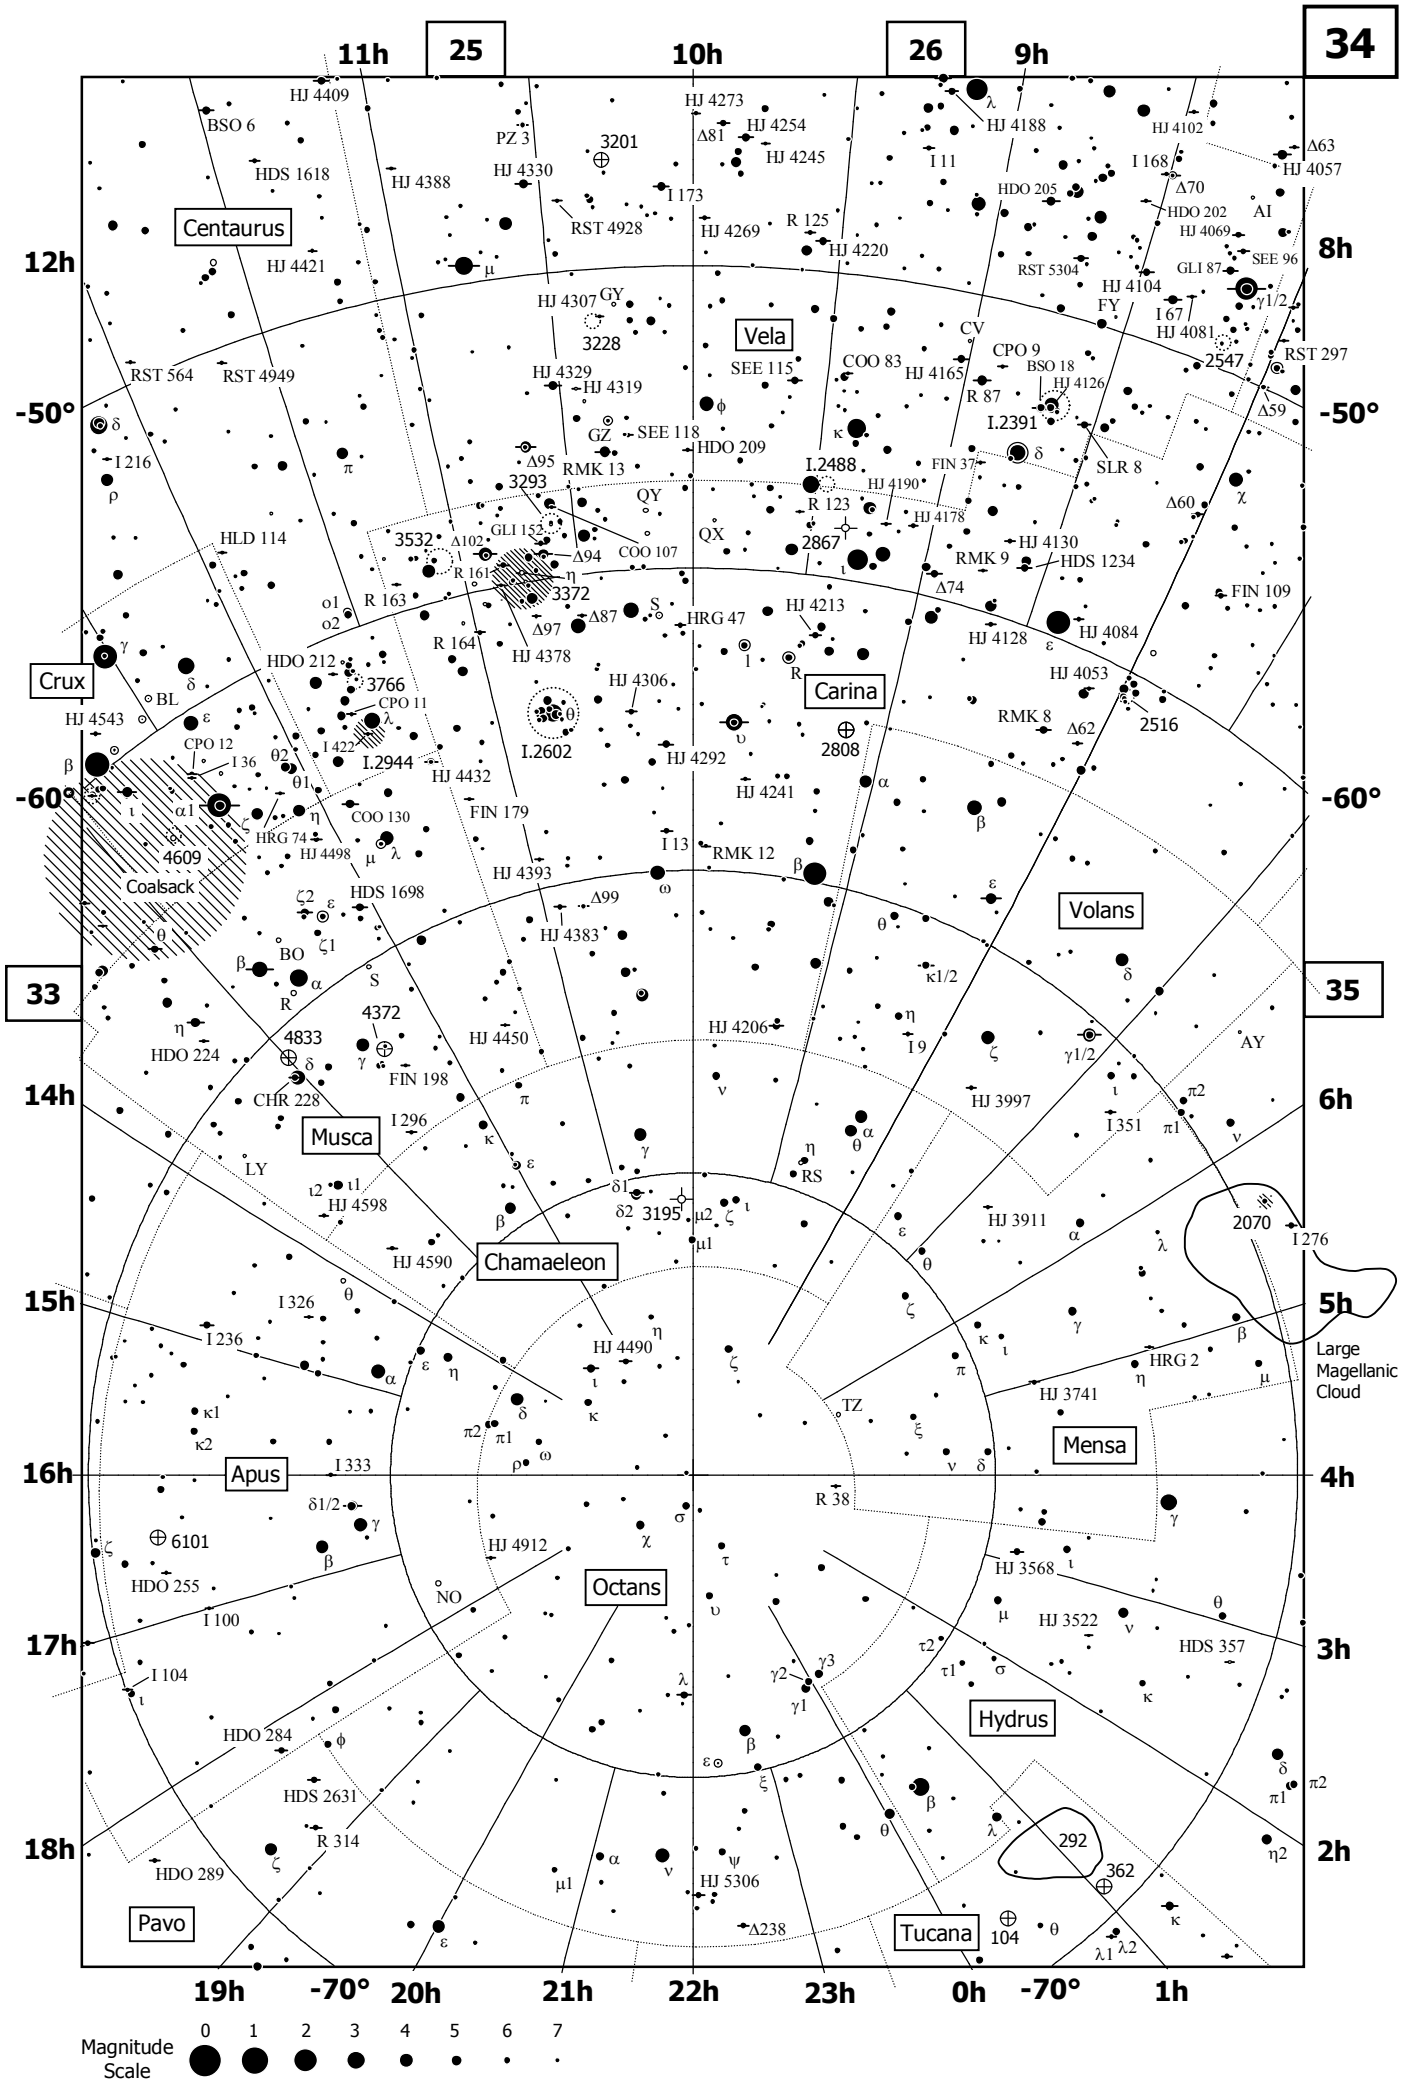 11h
25
10h
26
9h
34
HJ 4409
BSO 6
HDS 1618
HJ 4388
PZ 3
3201
HJ 4330
RST 4928
HJ 4273
Δ81
HJ 4254
HJ 4245
I 173
λ
HJ 4188
I 11
HJ 4102
I 168
Δ63
HJ 4057
HDO 205
Δ70
HDO 202
AI
Centaurus
HJ 4421
μ
HJ 4269
R 125
HJ 4220
HJ 4069
SEE 96
RST 5304
GLI 87
HJ 4104
12h
8h
HJ 4307
GY
3228
Vela
FY
I 67
HJ 4081
γ1/2
2547
RST 297
CV
CPO 9
RST 564
RST 4949
HJ 4329
HJ 4319
SEE 115
COO 83
HJ 4165
R 87
BSO 18
HJ 4126
Δ59
-50°
-50°
δ
I 216
ρ
π
φ
κ
I.2391
GZ
SEE 118
Δ95
RMK 13
HDO 209
I.2488
FIN 37
δ
SLR 8
χ
3293
QY
R 123
HJ 4190
Δ60
HLD 114
3532
Δ102
GLI 152
COO 107
QX
2867
HJ 4178
HJ 4130
R 161
Δ94
η
3372
ι
RMK 9
HDS 1234
Δ74
FIN 109
o1
o2
R 163
S
Δ87
HRG 47
HJ 4213
Δ97
R 164
HJ 4378
HJ 4128
ε
HJ 4084
γ
Crux
δ
BL
HDO 212
3766
CPO 11
l
R
Carina
HJ 4053
2516
HJ 4306
HJ 4543
ε
λ
θ
I.2602
υ
2808
RMK 8
Δ62
β
CPO 12
I 36
I 422
I.2944
θ2
θ1
HJ 4432
HJ 4292
HJ 4241
α
-60°
-60°
ι
α1
ζ
η
HRG 74
HJ 4498
COO 130
FIN 179
β
μ
λ
I 13
RMK 12
4609
Coalsack
HJ 4393
ω
β
ζ2
ε
ζ1
HDS 1698
Δ99
HJ 4383
θ
ε
Volans
θ
BO
β
α
R
S
κ1/2
δ
33
35
η
HDO 224
4833
4372
HJ 4450
HJ 4206
η
I 9
ζ
γ1/2
AY
δ
γ
FIN 198
CHR 228
14h
6h
Musca
I 296
π
κ
ν
HJ 3997
ι
π2
I 351
π1
ν
α
θ
γ
LY
ε
η
RS
ι2
ι1
HJ 4598
δ1
δ2
3195
μ2
ζ
ι
μ1
β
HJ 3911
2070
I 276
HJ 4590
Chamaeleon
ε
θ
α
λ
15h
5h
θ
I 326
I 236
η
HJ 4490
ζ
κ
ι
γ
β
α
ε
η
ι
ζ
π
HRG 2
Large
Magellanic
Cloud
η
μ
HJ 3741
κ1
κ2
δ
κ
π2
π1
TZ
ξ
Mensa
ω
ρ
ν
δ
16h
Apus
I 333
4h
R 38
δ1/2
γ
σ
γ
6101
χ
ζ
β
HJ 4912
τ
HJ 3568
ι
HDO 255
I 100
NO
Octans
υ
μ
θ
HJ 3522
ν
HDS 357
17h
3h
τ2
I 104
ι
γ3
γ2
γ1
τ1
σ
κ
λ
HDO 284
φ
Hydrus
β
ε
ξ
δ
π2
π1
HDS 2631
β
R 314
θ
λ
292
18h
2h
HDO 289
ζ
α
ν
ψ
η2
μ1
HJ 5306
362
Pavo
ε
Δ238
Tucana
104
θ
κ
λ1
λ2
19h
-70°
20h
21h
22h
23h
0h
-70°
1h
Magnitude
Scale
0 1 2 3 4 5 6 7